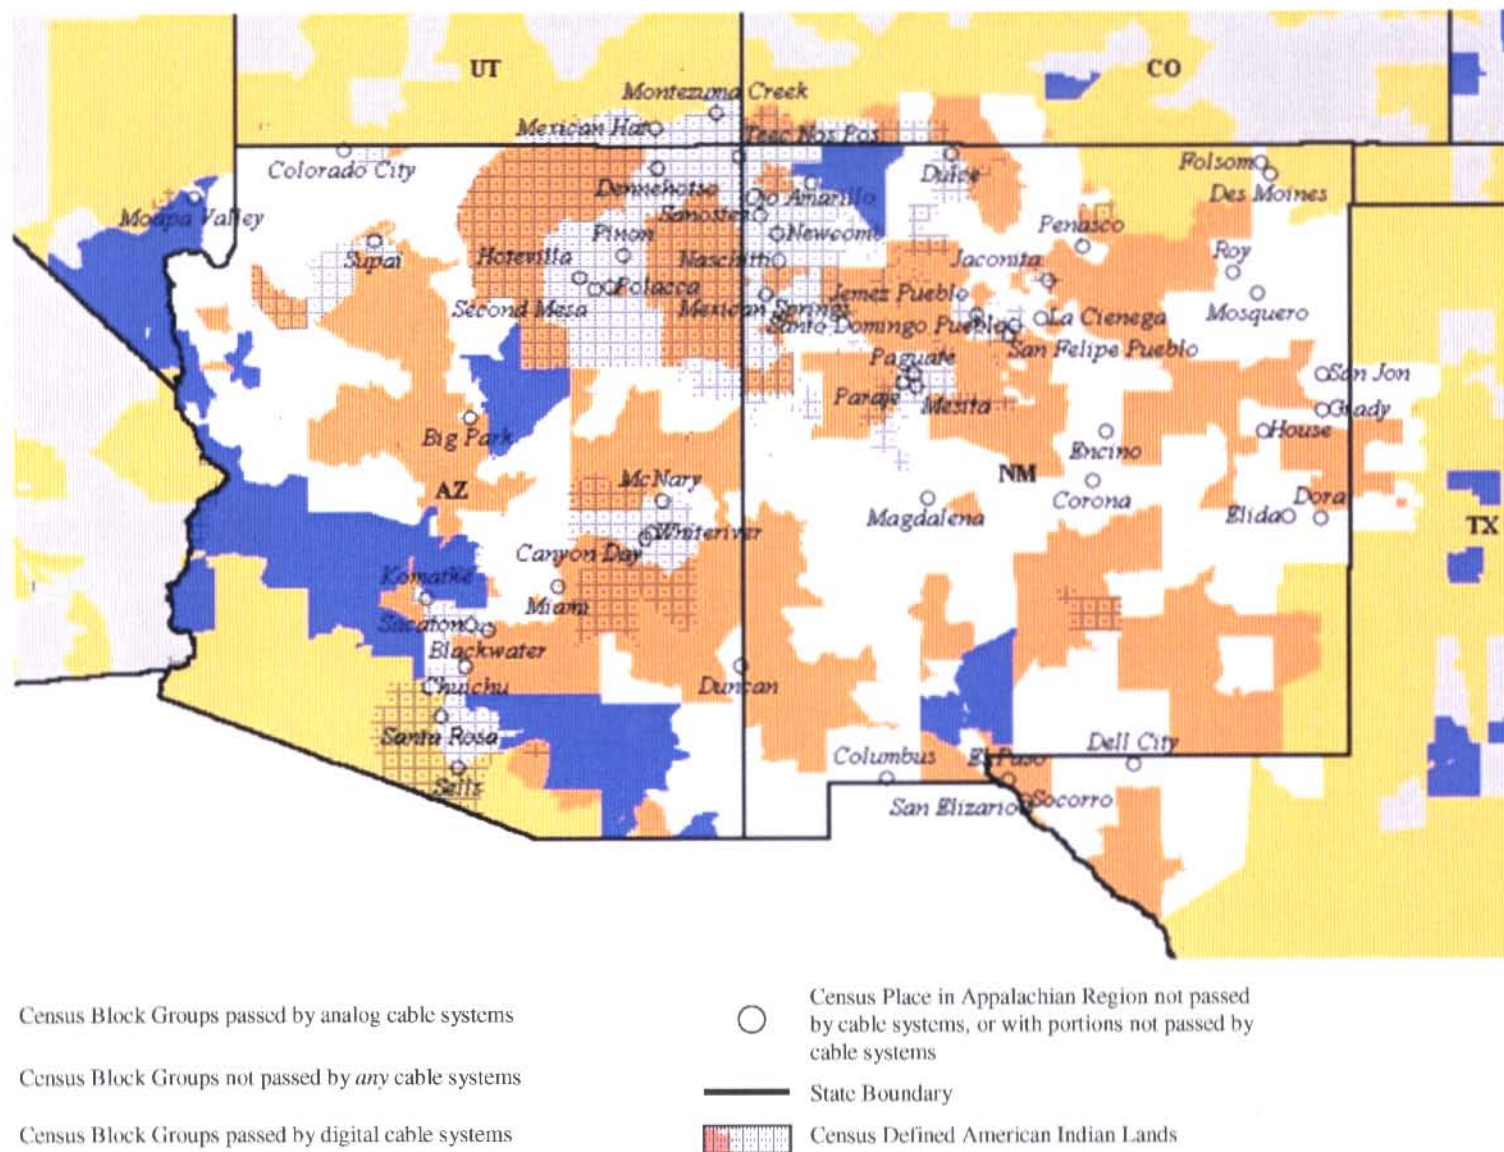 UT
CO
Montezuma Creek
Mexican Hat
Teec Nos Pos
Colorado City
Dulce
Folsom
Des Moines
Dennehotso
Ojo Amarillo
Moapa Valley
Sanostee
Penasco
Pinon
Newcomb
Supai
Hotevilla
Naschitti
Jaconita
Roy
Polacca
Jemez Pueblo
Second Mesa
Mexican Springs
Mosquero
Santo Domingo Pueblo
La Cienega
San Felipe Pueblo
Paguate
San Jon
Paraje
Mesita
Grady
Big Park
House
Encino
McNary
NM
AZ
Corona
Dora
Magdalena
Elida
TX
Whiteriver
Canyon Day
Komatke
Miami
Sacaton
Blackwater
Chuichu
Duncan
Santa Rosa
Dell City
Columbus
El Paso
Sells
San Elizario
Socorro
Census Block Groups passed by analog cable systems
Census Block Groups not passed by any cable systems
Census Block Groups passed by digital cable systems
Census Place in Appalachian Region not passed
by cable systems, or with portions not passed by
cable systems
State Boundary
Census Defined American Indian Lands